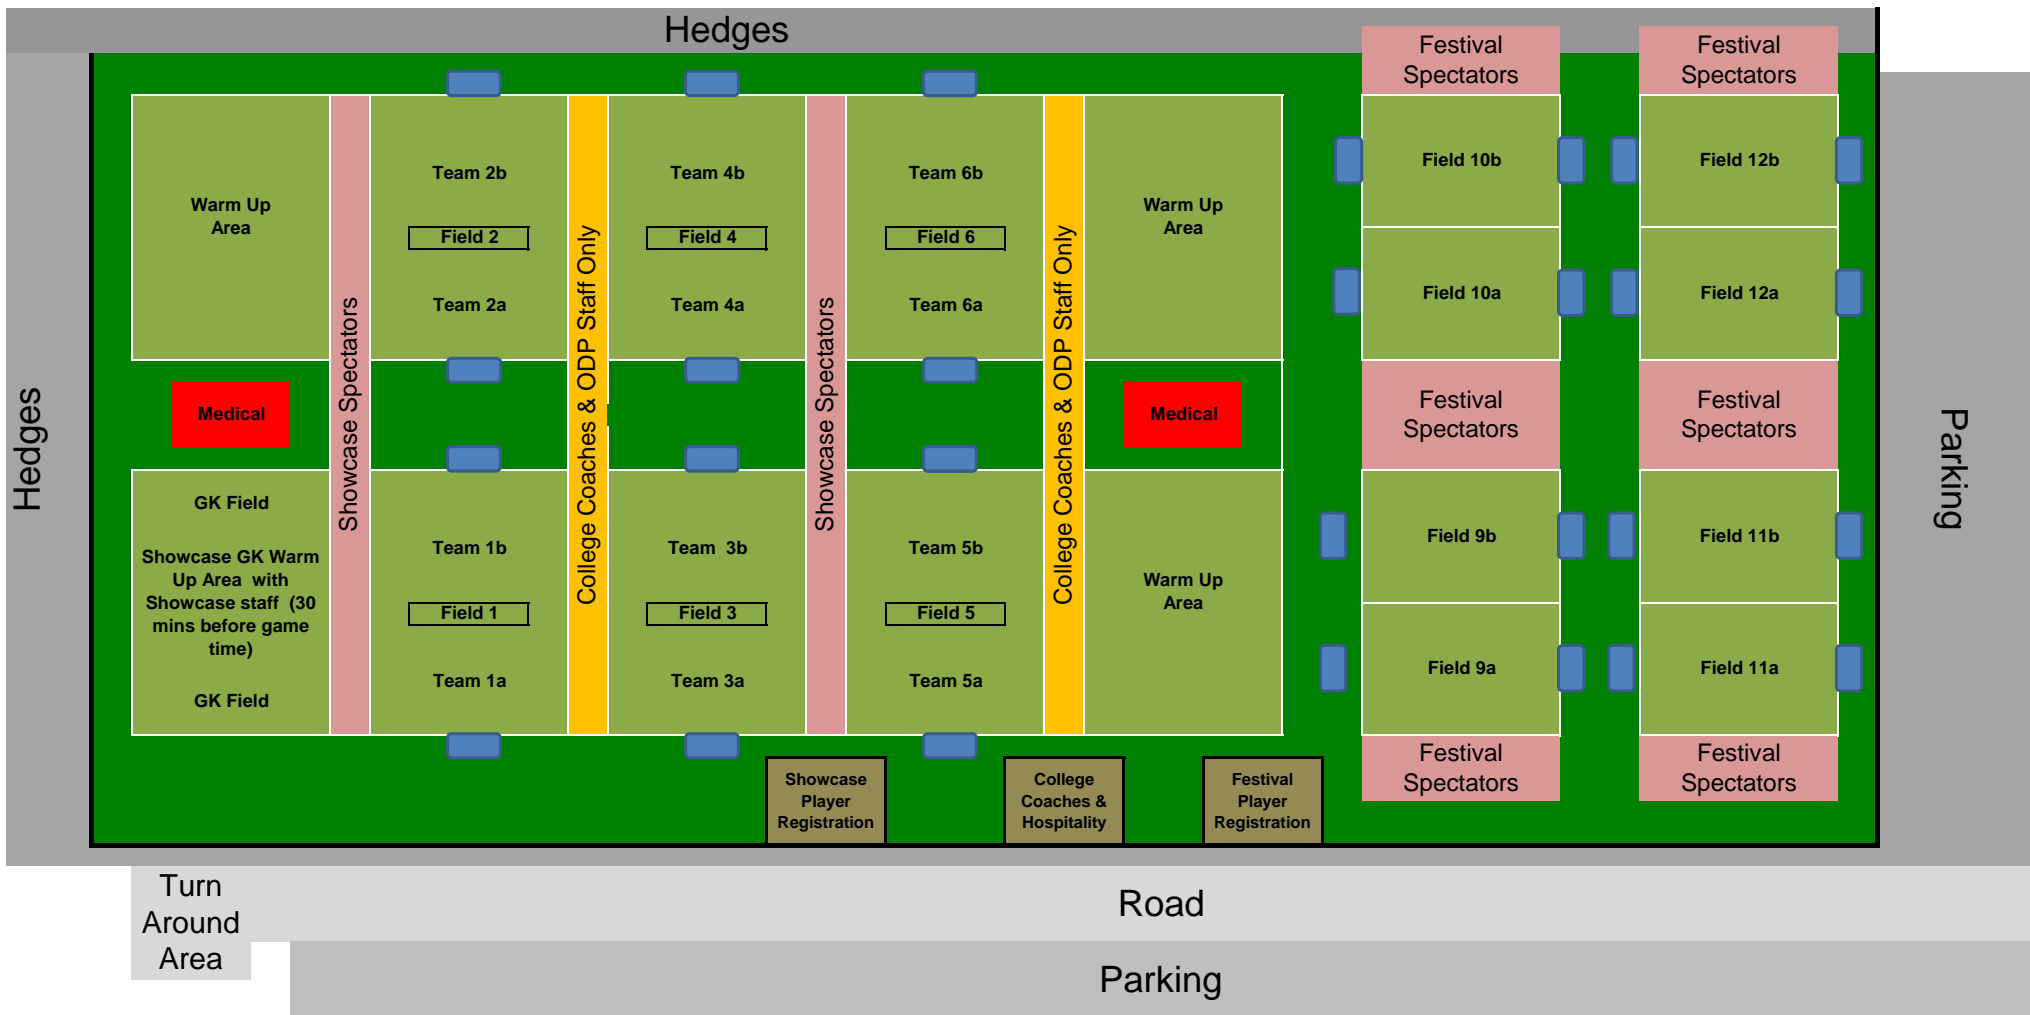 Hedges
Festival
Spectators
Festival
Spectators
Hedges
Warm Up
Area
Showcase Spectators
Team 2b
Field 2
Team 2a
College Coaches & ODP Staff Only
Team 4b
Field 4
Team 4a
Showcase Spectators
Team 6b
Field 6
Team 6a
College Coaches & ODP Staff Only
Warm Up
Area
Field 10b
Field 10a
Field 12b
Field 12a
Medical
Medical
Festival
Spectators
Festival
Spectators
Parking
GK Field
Showcase GK Warm
Up Area  with
Showcase staff  (30
mins before game
time)
GK Field
Team 1b
Field 1
Team 1a
Team  3b
Field 3
Team 3a
Team 5b
Field 5
Team 5a
Warm Up
Area
Field 9b
Field 9a
Field 11b
Field 11a
Festival
Spectators
Festival
Spectators
Showcase
Player
Registration
College
Coaches &
Hospitality
Festival
Player
Registration
Turn
Around
Area
Road
Parking